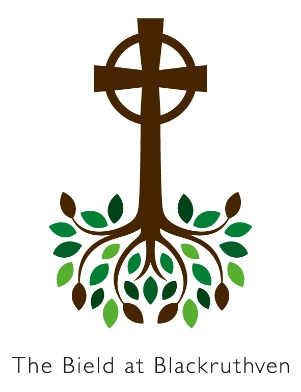 The Bield at Blackruthven